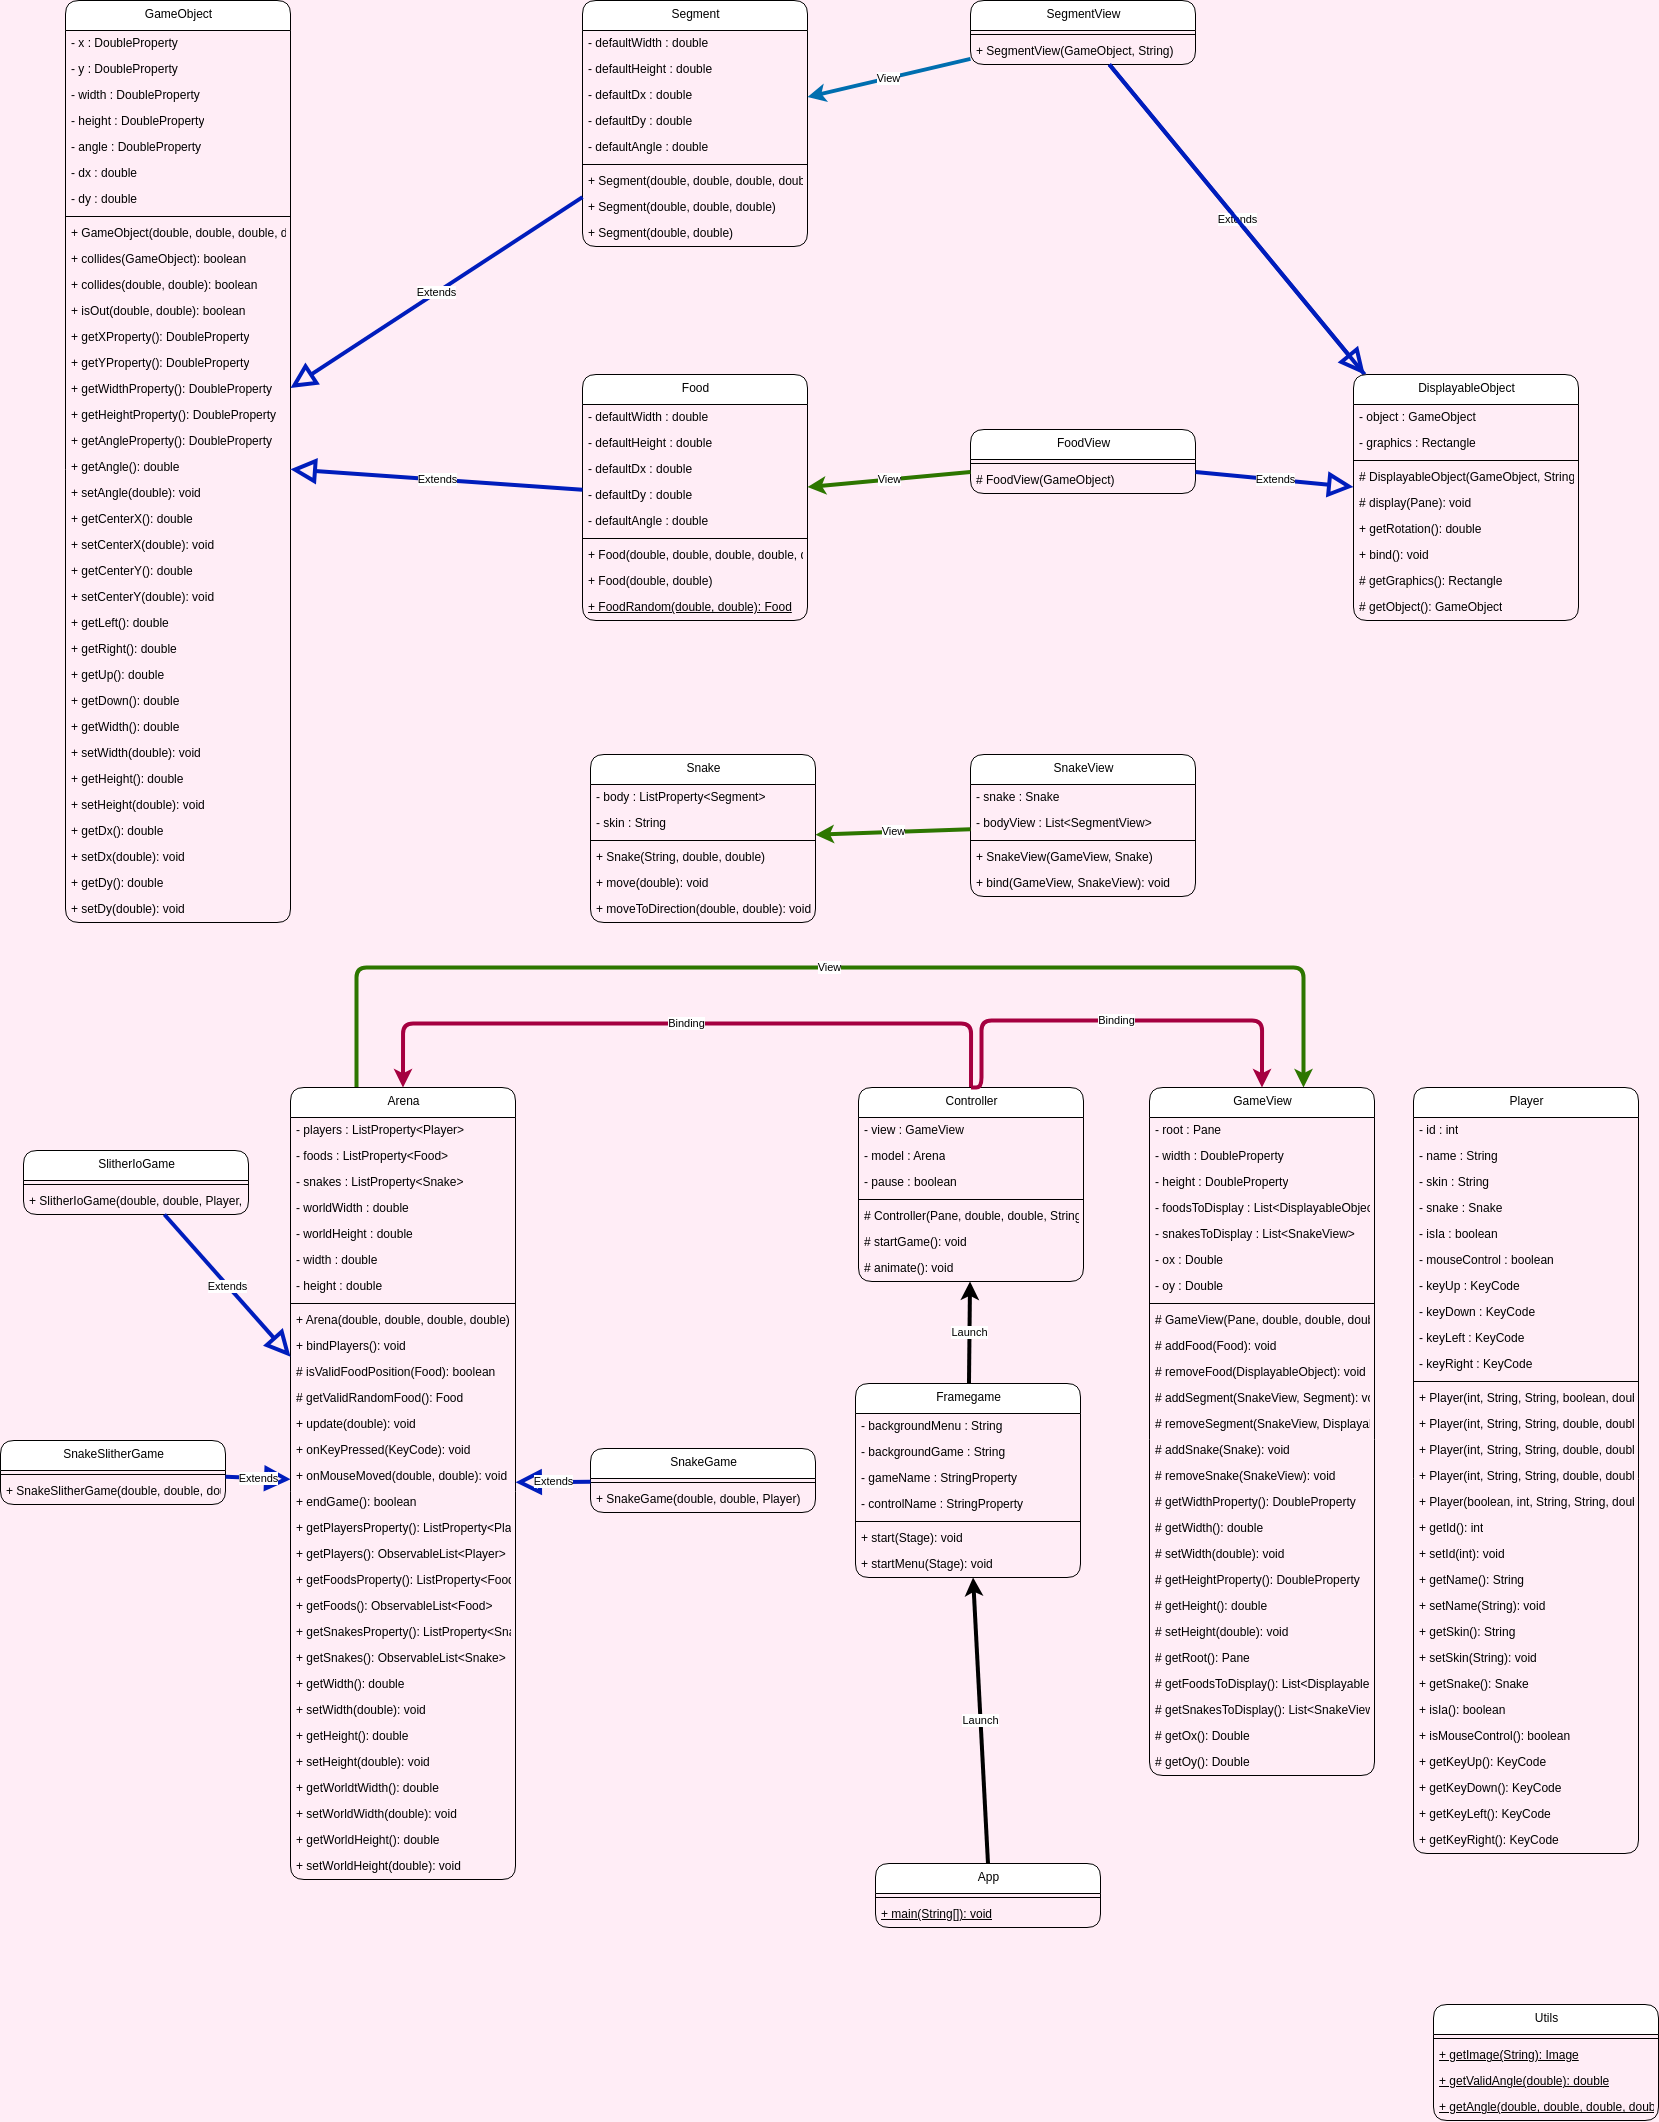 GameObject
- x : DoubleProperty
- y : DoubleProperty
- width : DoubleProperty
- height : DoubleProperty
- angle : DoubleProperty
- dx : double
- dy : double
+ GameObject(double, double, double, d
+ collides(GameObject): boolean
+ collides(double, double): boolean
+ isOut(double, double): boolean
+ getXProperty(): DoubleProperty
+ getYProperty(): DoubleProperty
+ getWidthProperty(): DoubleProperty
+ getHeightProperty(): DoubleProperty
+ getAngleProperty(): DoubleProperty
+ getAngle(): double
+ setAngle(double): void
+ getCenterX(): double
+ setCenterX(double): void
+ getCenterY(): double
+ setCenterY(double): void
+ getLeft(): double
+ getRight(): double
+ getUp(): double
+ getDown(): double
+ getWidth(): double
+ setWidth(double): void
+ getHeight(): double
+ setHeight(double): void
+ getDx(): double
+ setDx(double): void
+ getDy(): double
+ setDy(double): void
Segment
- defaultWidth : double
- defaultHeight : double
- defaultDx : double
- defaultDy : double
- defaultAngle : double
+ Segment(double, double, double, doub
+ Segment(double, double, double)
+ Segment(double, double)
SegmentView
+ SegmentView(GameObject, String)
View
Extends
Extends
Food
- defaultWidth : double
- defaultHeight : double
- defaultDx : double
- defaultDy : double
- defaultAngle : double
+ Food(double, double, double, double, d
+ Food(double, double)
+ FoodRandom(double, double): Food
FoodView
# FoodView(GameObject)
DisplayableObject
- object : GameObject
- graphics : Rectangle
# DisplayableObject(GameObject, String
# display(Pane): void
+ getRotation(): double
+ bind(): void
# getGraphics(): Rectangle
# getObject(): GameObject
Extends
View
Extends
Snake
- body : ListProperty<Segment>
- skin : String
+ Snake(String, double, double)
+ move(double): void
+ moveToDirection(double, double): void
SnakeView
- snake : Snake
- bodyView : List<SegmentView>
+ SnakeView(GameView, Snake)
+ bind(GameView, SnakeView): void
View
View
Binding
Binding
SlitherIoGame
+ SlitherIoGame(double, double, Player,
Extends
SnakeSlitherGame
+ SnakeSlitherGame(double, double, dou
Extends
Arena
- players : ListProperty<Player>
- foods : ListProperty<Food>
- snakes : ListProperty<Snake>
- worldWidth : double
- worldHeight : double
- width : double
- height : double
+ Arena(double, double, double, double)
+ bindPlayers(): void
# isValidFoodPosition(Food): boolean
# getValidRandomFood(): Food
+ update(double): void
+ onKeyPressed(KeyCode): void
+ onMouseMoved(double, double): void
+ endGame(): boolean
+ getPlayersProperty(): ListProperty<Pla
+ getPlayers(): ObservableList<Player>
+ getFoodsProperty(): ListProperty<Food
+ getFoods(): ObservableList<Food>
+ getSnakesProperty(): ListProperty<Sna
+ getSnakes(): ObservableList<Snake>
+ getWidth(): double
+ setWidth(double): void
+ getHeight(): double
+ setHeight(double): void
+ getWorldtWidth(): double
+ setWorldWidth(double): void
+ getWorldHeight(): double
+ setWorldHeight(double): void
SnakeGame
+ SnakeGame(double, double, Player)
Extends
Controller
- view : GameView
- model : Arena
- pause : boolean
# Controller(Pane, double, double, String
# startGame(): void
# animate(): void
Launch
Framegame
- backgroundMenu : String
- backgroundGame : String
- gameName : StringProperty
- controlName : StringProperty
+ start(Stage): void
+ startMenu(Stage): void
Launch
App
+ main(String[]): void
GameView
- root : Pane
- width : DoubleProperty
- height : DoubleProperty
- foodsToDisplay : List<DisplayableObjec
- snakesToDisplay : List<SnakeView>
- ox : Double
- oy : Double
# GameView(Pane, double, double, doub
# addFood(Food): void
# removeFood(DisplayableObject): void
# addSegment(SnakeView, Segment): vo
# removeSegment(SnakeView, Displayal
# addSnake(Snake): void
# removeSnake(SnakeView): void
# getWidthProperty(): DoubleProperty
# getWidth(): double
# setWidth(double): void
# getHeightProperty(): DoubleProperty
# getHeight(): double
# setHeight(double): void
# getRoot(): Pane
# getFoodsToDisplay(): List<Displayable
# getSnakesToDisplay(): List<SnakeView
# getOx(): Double
# getOy(): Double
Player
- id : int
- name : String
- skin : String
- snake : Snake
- isIa : boolean
- mouseControl : boolean
- keyUp : KeyCode
- keyDown : KeyCode
- keyLeft : KeyCode
- keyRight : KeyCode
+ Player(int, String, String, boolean, doul
+ Player(int, String, String, double, doubl
+ Player(int, String, String, double, doubl
+ Player(int, String, String, double, doubl
+ Player(boolean, int, String, String, doul
+ getId(): int
+ setId(int): void
+ getName(): String
+ setName(String): void
+ getSkin(): String
+ setSkin(String): void
+ getSnake(): Snake
+ isIa(): boolean
+ isMouseControl(): boolean
+ getKeyUp(): KeyCode
+ getKeyDown(): KeyCode
+ getKeyLeft(): KeyCode
+ getKeyRight(): KeyCode
Utils
+ getImage(String): Image
+ getValidAngle(double): double
+ getAngle(double, double, double, doub